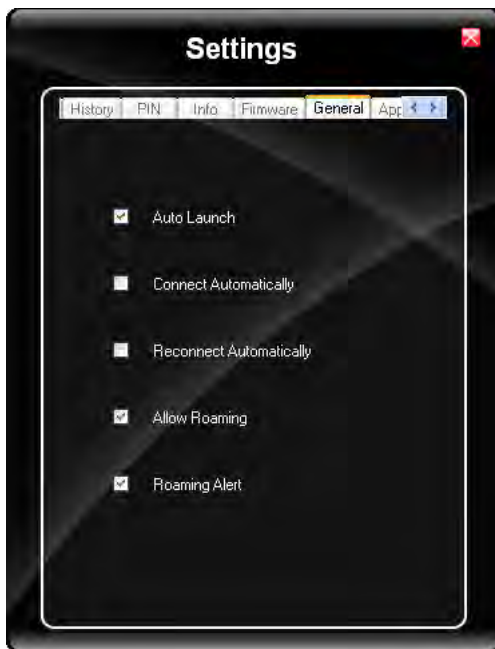 Settings
History PIN Info Firmware General App
Auto Launch
Connect Automatically
Reconnect Automatically
Allow Roaming
Roaming Alert